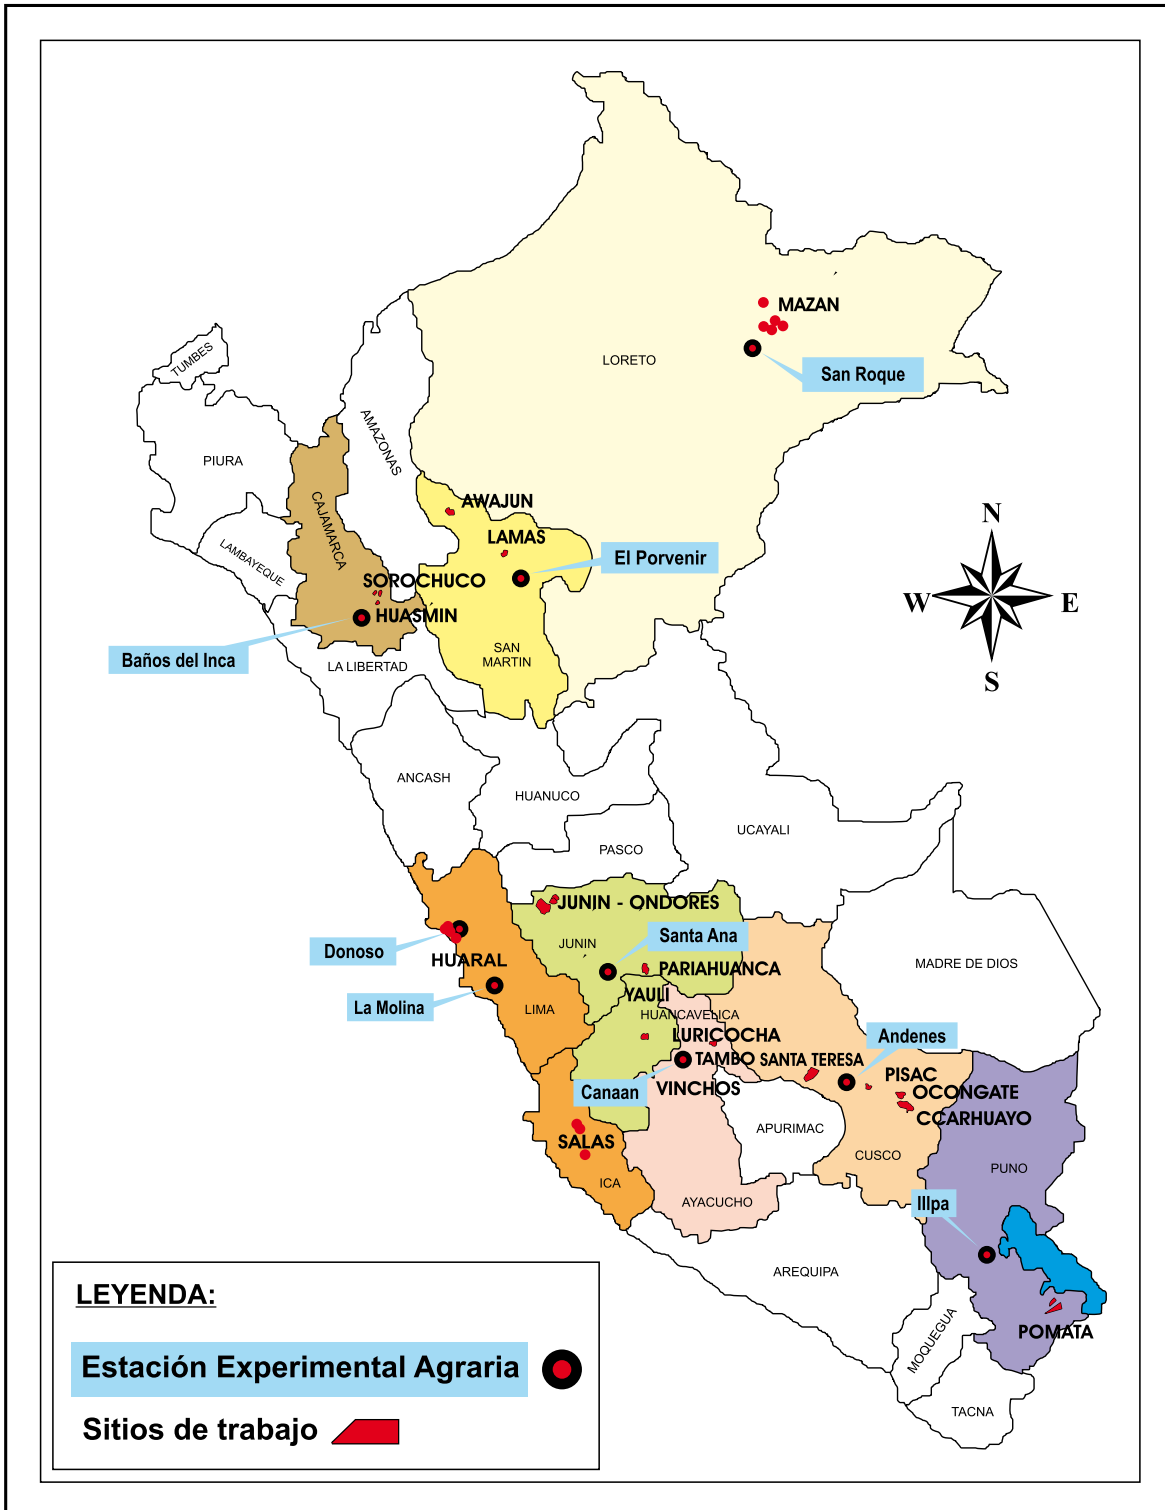 MAZAN
LORETO
San Roque
TUMBES
AMAZONAS
PIURA
CAJAMARCA
AWAJUN
LAMAS
N
LAMBAYEQUE
El Porvenir
SOROCHUCO
HUASMIN
W
E
SAN
MARTIN
Baños del Inca
LA LIBERTAD
S
ANCASH
HUANUCO
UCAYALI
PASCO
JUNIN - ONDORES
Santa Ana
JUNIN
Donoso
HUARAL
PARIAHUANCA
MADRE DE DIOS
YAULI
La Molina
LIMA
HUANCAVELICA
LURICOCHA
Andenes
TAMBO
SANTA TERESA
PISAC
Canaan
VINCHOS
OCONGATE
CCARHUAYO
APURIMAC
SALAS
CUSCO
PUNO
ICA
AYACUCHO
Illpa
AREQUIPA
LEYENDA:
POMATA
MOQUEGUA
Estación Experimental Agraria
TACNA
Sitios de trabajo